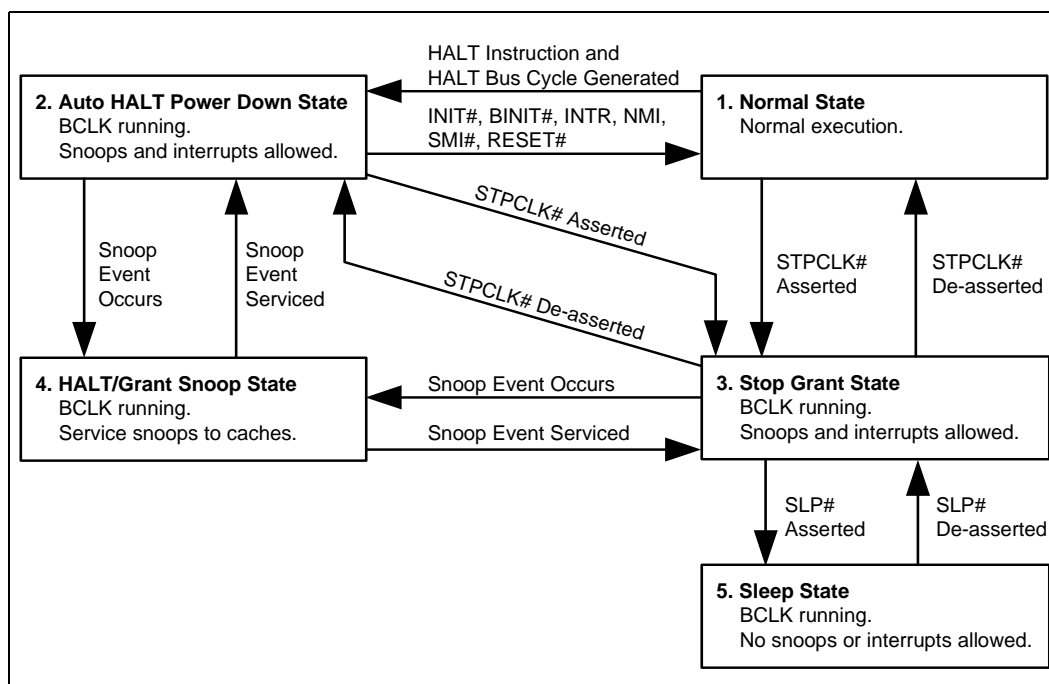 HALT Instruction and
HALT Bus Cycle Generated
2. Auto HALT Power Down State
BCLK running.
Snoops and interrupts allowed.
INIT#, BINIT#, INTR, NMI,
SMI#, RESET#
1. Normal State
Normal execution.
STPCLK# Asserted
STPCLK# De-asserted
Snoop
Event
Occurs
Snoop
Event
Serviced
STPCLK#
Asserted
STPCLK#
De-asserted
4. HALT/Grant Snoop State
BCLK running.
Service snoops to caches.
Snoop Event Occurs
Snoop Event Serviced
3. Stop Grant State
BCLK running.
Snoops and interrupts allowed.
SLP#
Asserted
SLP#
De-asserted
5. Sleep State
BCLK running.
No snoops or interrupts allowed.